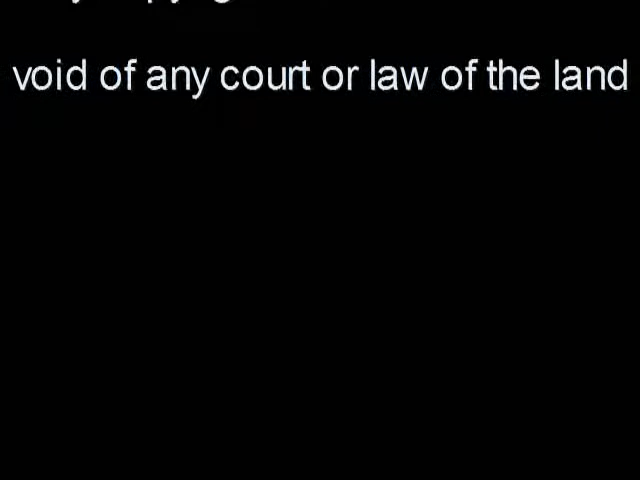 void of any court or law of the land